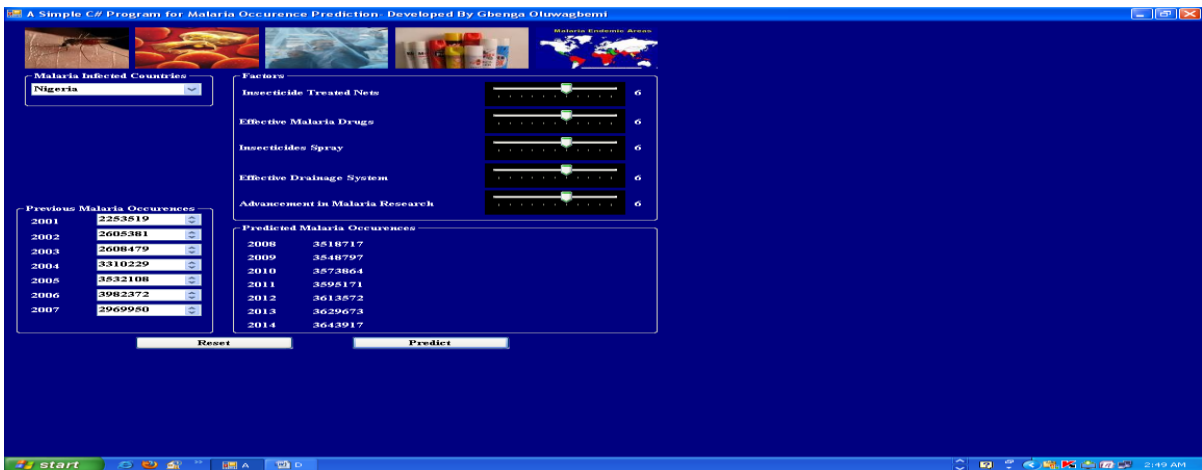 A Simple C# Program for Malaria Occurence Prediction- Developed By Gbenga Oluwagbemi
Malaria Endemic Areas
Malaria Infected Countries
Nigeria
Factors
Insecticide Treated Nets 6
Effective Malaria Drugs 6
Insecticides Spray 6
Effective Drainage System 6
Advancement in Malaria Research 6
Previous Malaria Occurences
2001 2253519
2002 2605381
2003 2608479
2004 3310229
2005 3532108
2006 3982372
2007 2969950
Predicted Malaria Occurences
2008 3518717
2009 3548797
2010 3573864
2011 3595171
2012 3613572
2013 3629673
2014 3643917
Reset Predict
start A D 2:49 AM